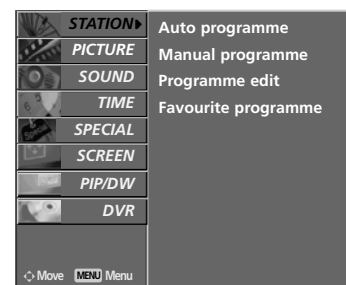 STATION
PICTURE
SOUND
TIME
SPECIAL
SCREEN
PIP/DW
DVR
Move MENU Menu
Auto programme
Manual programme
Programme edit
Favourite programme